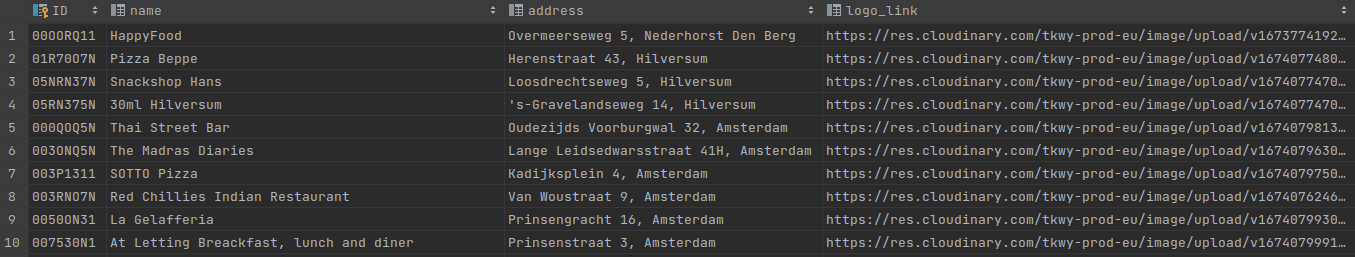 ID name address logo_link
1 00OORQ11 HappyFood Overmeerseweg 5, Nederhorst Den Berg https://res.cloudinary.com/tkwy-prod-eu/image/upload/v1673774192…
2 01R70O7N Pizza Beppe Herenstraat 43, Hilversum https://res.cloudinary.com/tkwy-prod-eu/image/upload/v1674077480…
3 05NRN37N Snackshop Hans Loosdrechtseweg 5, Hilversum https://res.cloudinary.com/tkwy-prod-eu/image/upload/v1674077470…
4 05RN375N 30ml Hilversum 's-Gravelandseweg 14, Hilversum https://res.cloudinary.com/tkwy-prod-eu/image/upload/v1674077470…
5 000QOQ5N Thai Street Bar Oudezijds Voorburgwal 32, Amsterdam https://res.cloudinary.com/tkwy-prod-eu/image/upload/v1674079813…
6 003ONQ5N The Madras Diaries Lange Leidsedwarsstraat 41H, Amsterdam https://res.cloudinary.com/tkwy-prod-eu/image/upload/v1674079630…
7 003P1311 SOTTO Pizza Kadijksplein 4, Amsterdam https://res.cloudinary.com/tkwy-prod-eu/image/upload/v1674079750…
8 003RNO7N Red Chillies Indian Restaurant Van Woustraat 9, Amsterdam https://res.cloudinary.com/tkwy-prod-eu/image/upload/v1674076246…
9 0050ON31 La Gelafferia Prinsengracht 16, Amsterdam https://res.cloudinary.com/tkwy-prod-eu/image/upload/v1674079930…
10 007530N1 At Letting Breackfast, lunch and diner Prinsenstraat 3, Amsterdam https://res.cloudinary.com/tkwy-prod-eu/image/upload/v1674079991…